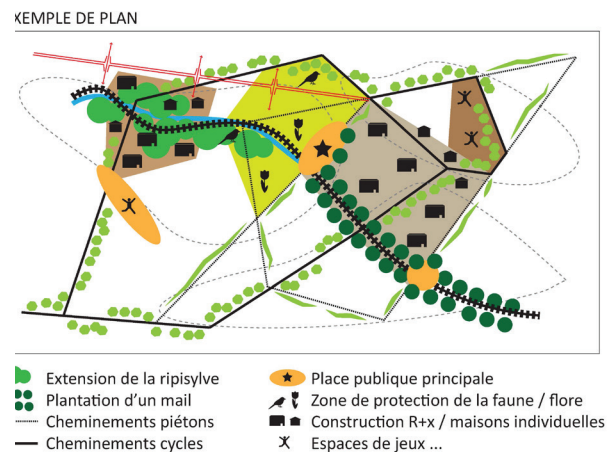 XEMPLE DE PLAN
Extension de la ripisylve
Plantation d'un mail
Cheminements piétons
Cheminements cycles
Place publique principale
Zone de protection de la faune / flore
Construction R+x / maisons individuelles
Espaces de jeux ...